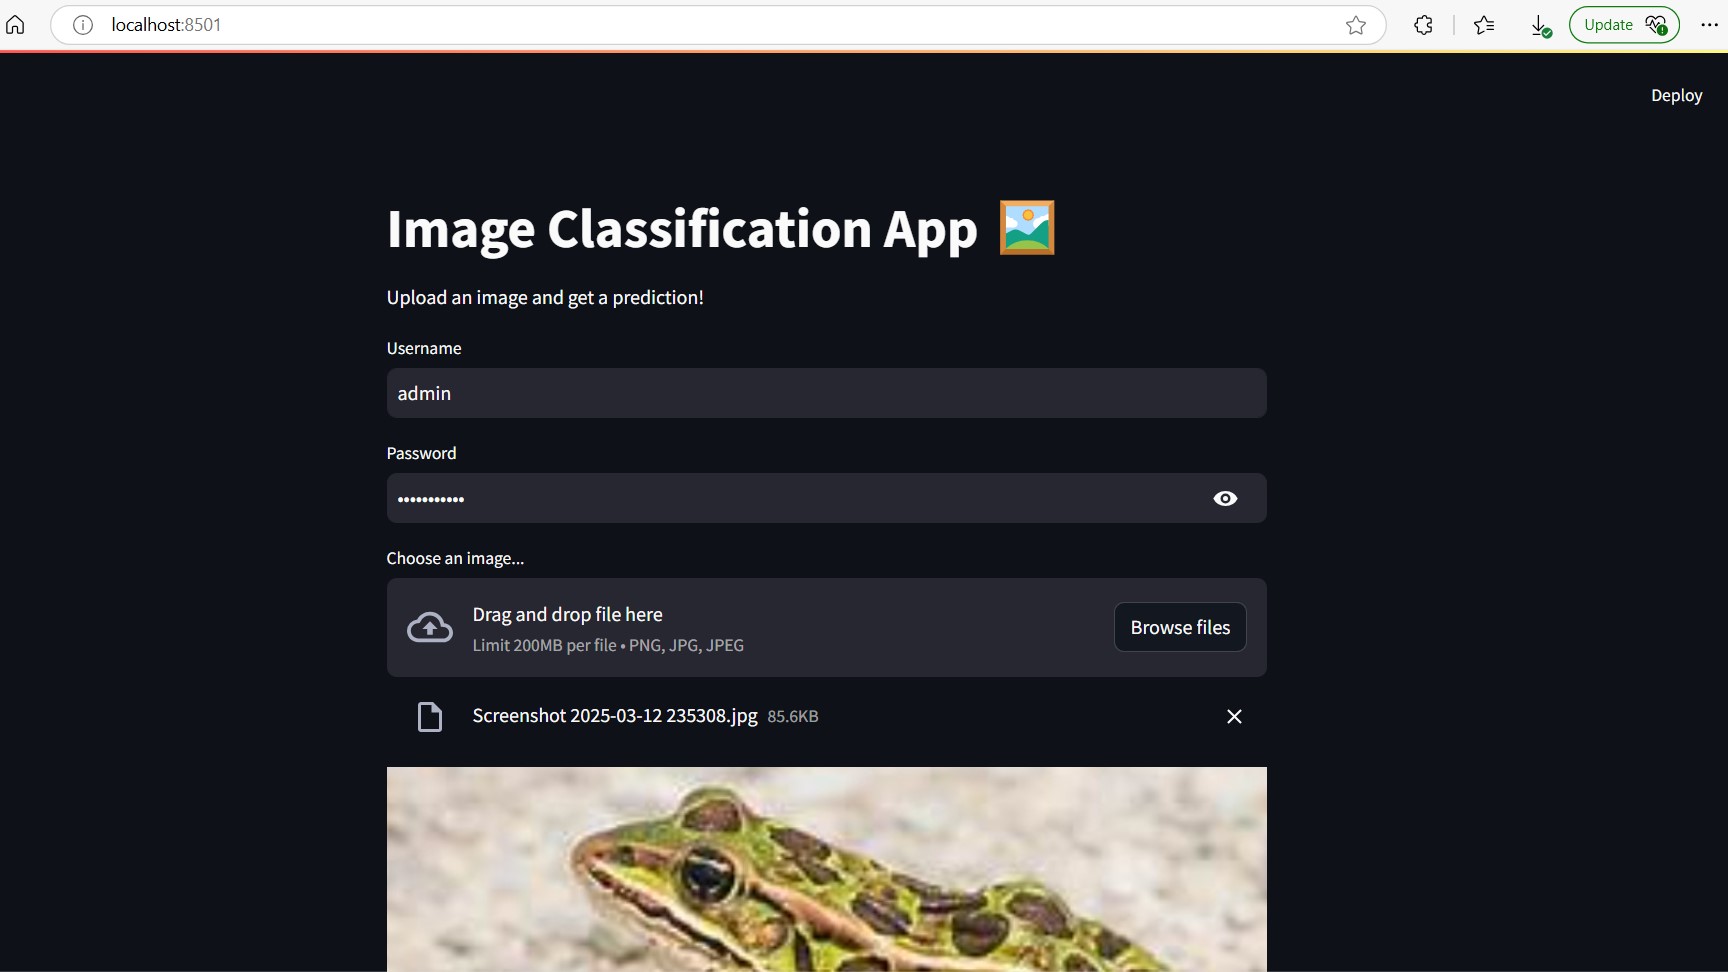 localhost:8501
Update
Deploy
Image Classification App
Upload an image and get a prediction!
Username
admin
Password
•••••••••••
Choose an image...
Drag and drop file here
Limit 200MB per file • PNG, JPG, JPEG
Browse files
Screenshot 2025-03-12 235308.jpg 85.6KB